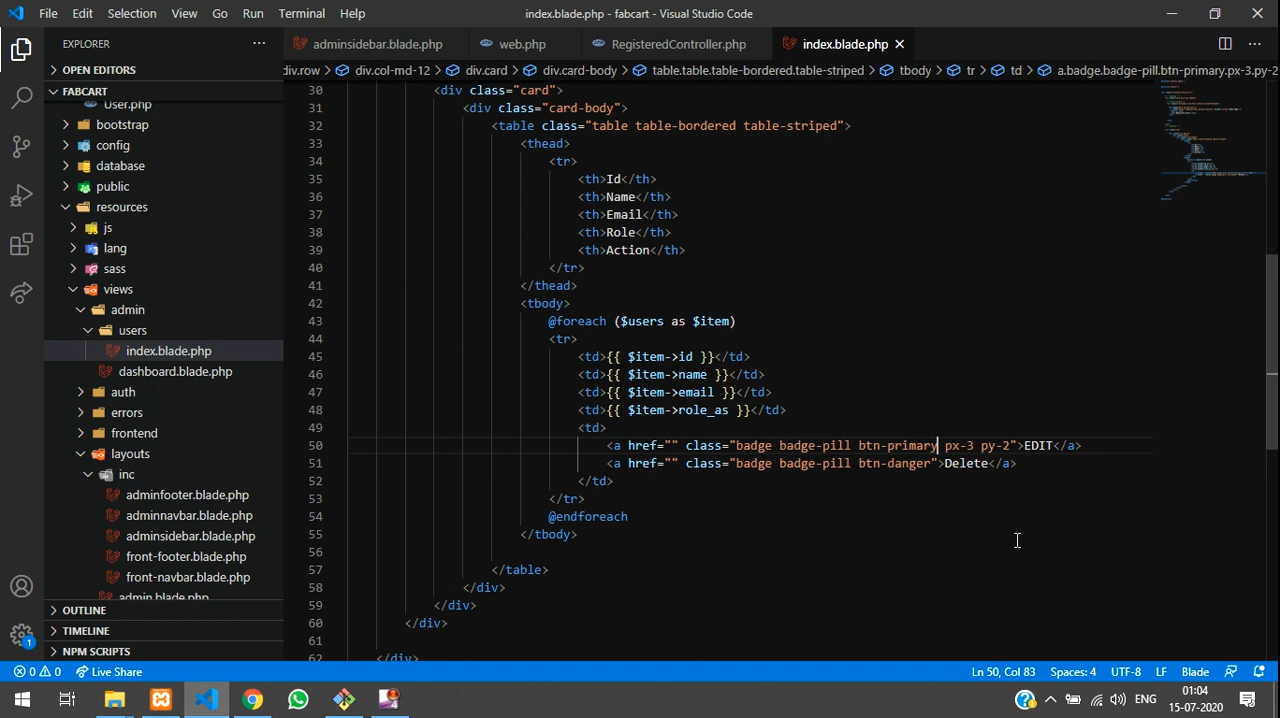 File Edit Selection View Go Run Terminal Help
index.blade.php - fabcart - Visual Studio Code
EXPLORER
adminsidebar.blade.php
web.php
RegisteredController.php
index.blade.php
OPEN EDITORS
div.row > div.col-md-12 > div.card > div.card-body > table.table.table-bordered.table-striped > tbody > tr > td > a.badge.badge-pill.btn-primary.px-3.py-2
FABCART
User.php
bootstrap
config
database
public
resources
js
lang
sass
views
admin
users
index.blade.php
dashboard.blade.php
auth
errors
frontend
layouts
inc
adminfooter.blade.php
adminnavbar.blade.php
adminsidebar.blade.php
front-footer.blade.php
front-navbar.blade.php
admin.blade.php
OUTLINE
TIMELINE
NPM SCRIPTS
30 <div class="card">
31 <div class="card-body">
32 <table class="table table-bordered table-striped">
33 <thead>
34 <tr>
35 <th>Id</th>
36 <th>Name</th>
37 <th>Email</th>
38 <th>Role</th>
39 <th>Action</th>
40 </tr>
41 </thead>
42 <tbody>
43 @foreach ($users as $item)
44 <tr>
45 <td>{{ $item->id }}</td>
46 <td>{{ $item->name }}</td>
47 <td>{{ $item->email }}</td>
48 <td>{{ $item->role_as }}</td>
49 <td>
50 <a href="" class="badge badge-pill btn-primary px-3 py-2">EDIT</a>
51 <a href="" class="badge badge-pill btn-danger">Delete</a>
52 </td>
53 </tr>
54 @endforeach
55 </tbody>
56
57 </table>
58 </div>
59 </div>
60 </div>
61
62 </div>
0 0 Live Share
Ln 50, Col 83 Spaces: 4 UTF-8 LF Blade
1
ENG
01:04
15-07-2020